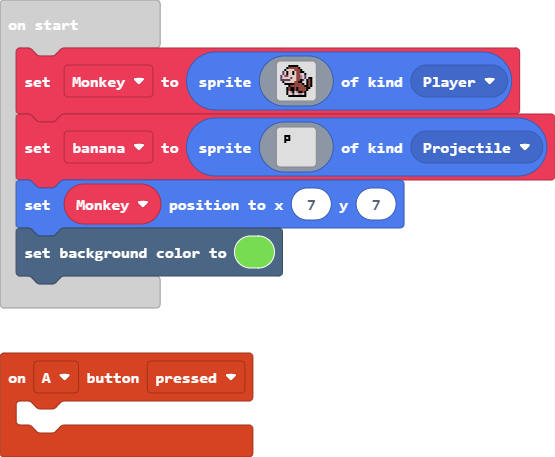 on start
set Monkey to sprite of kind Player
set banana to sprite P of kind Projectile
set Monkey position to x 7 y 7
set background color to
on A button pressed